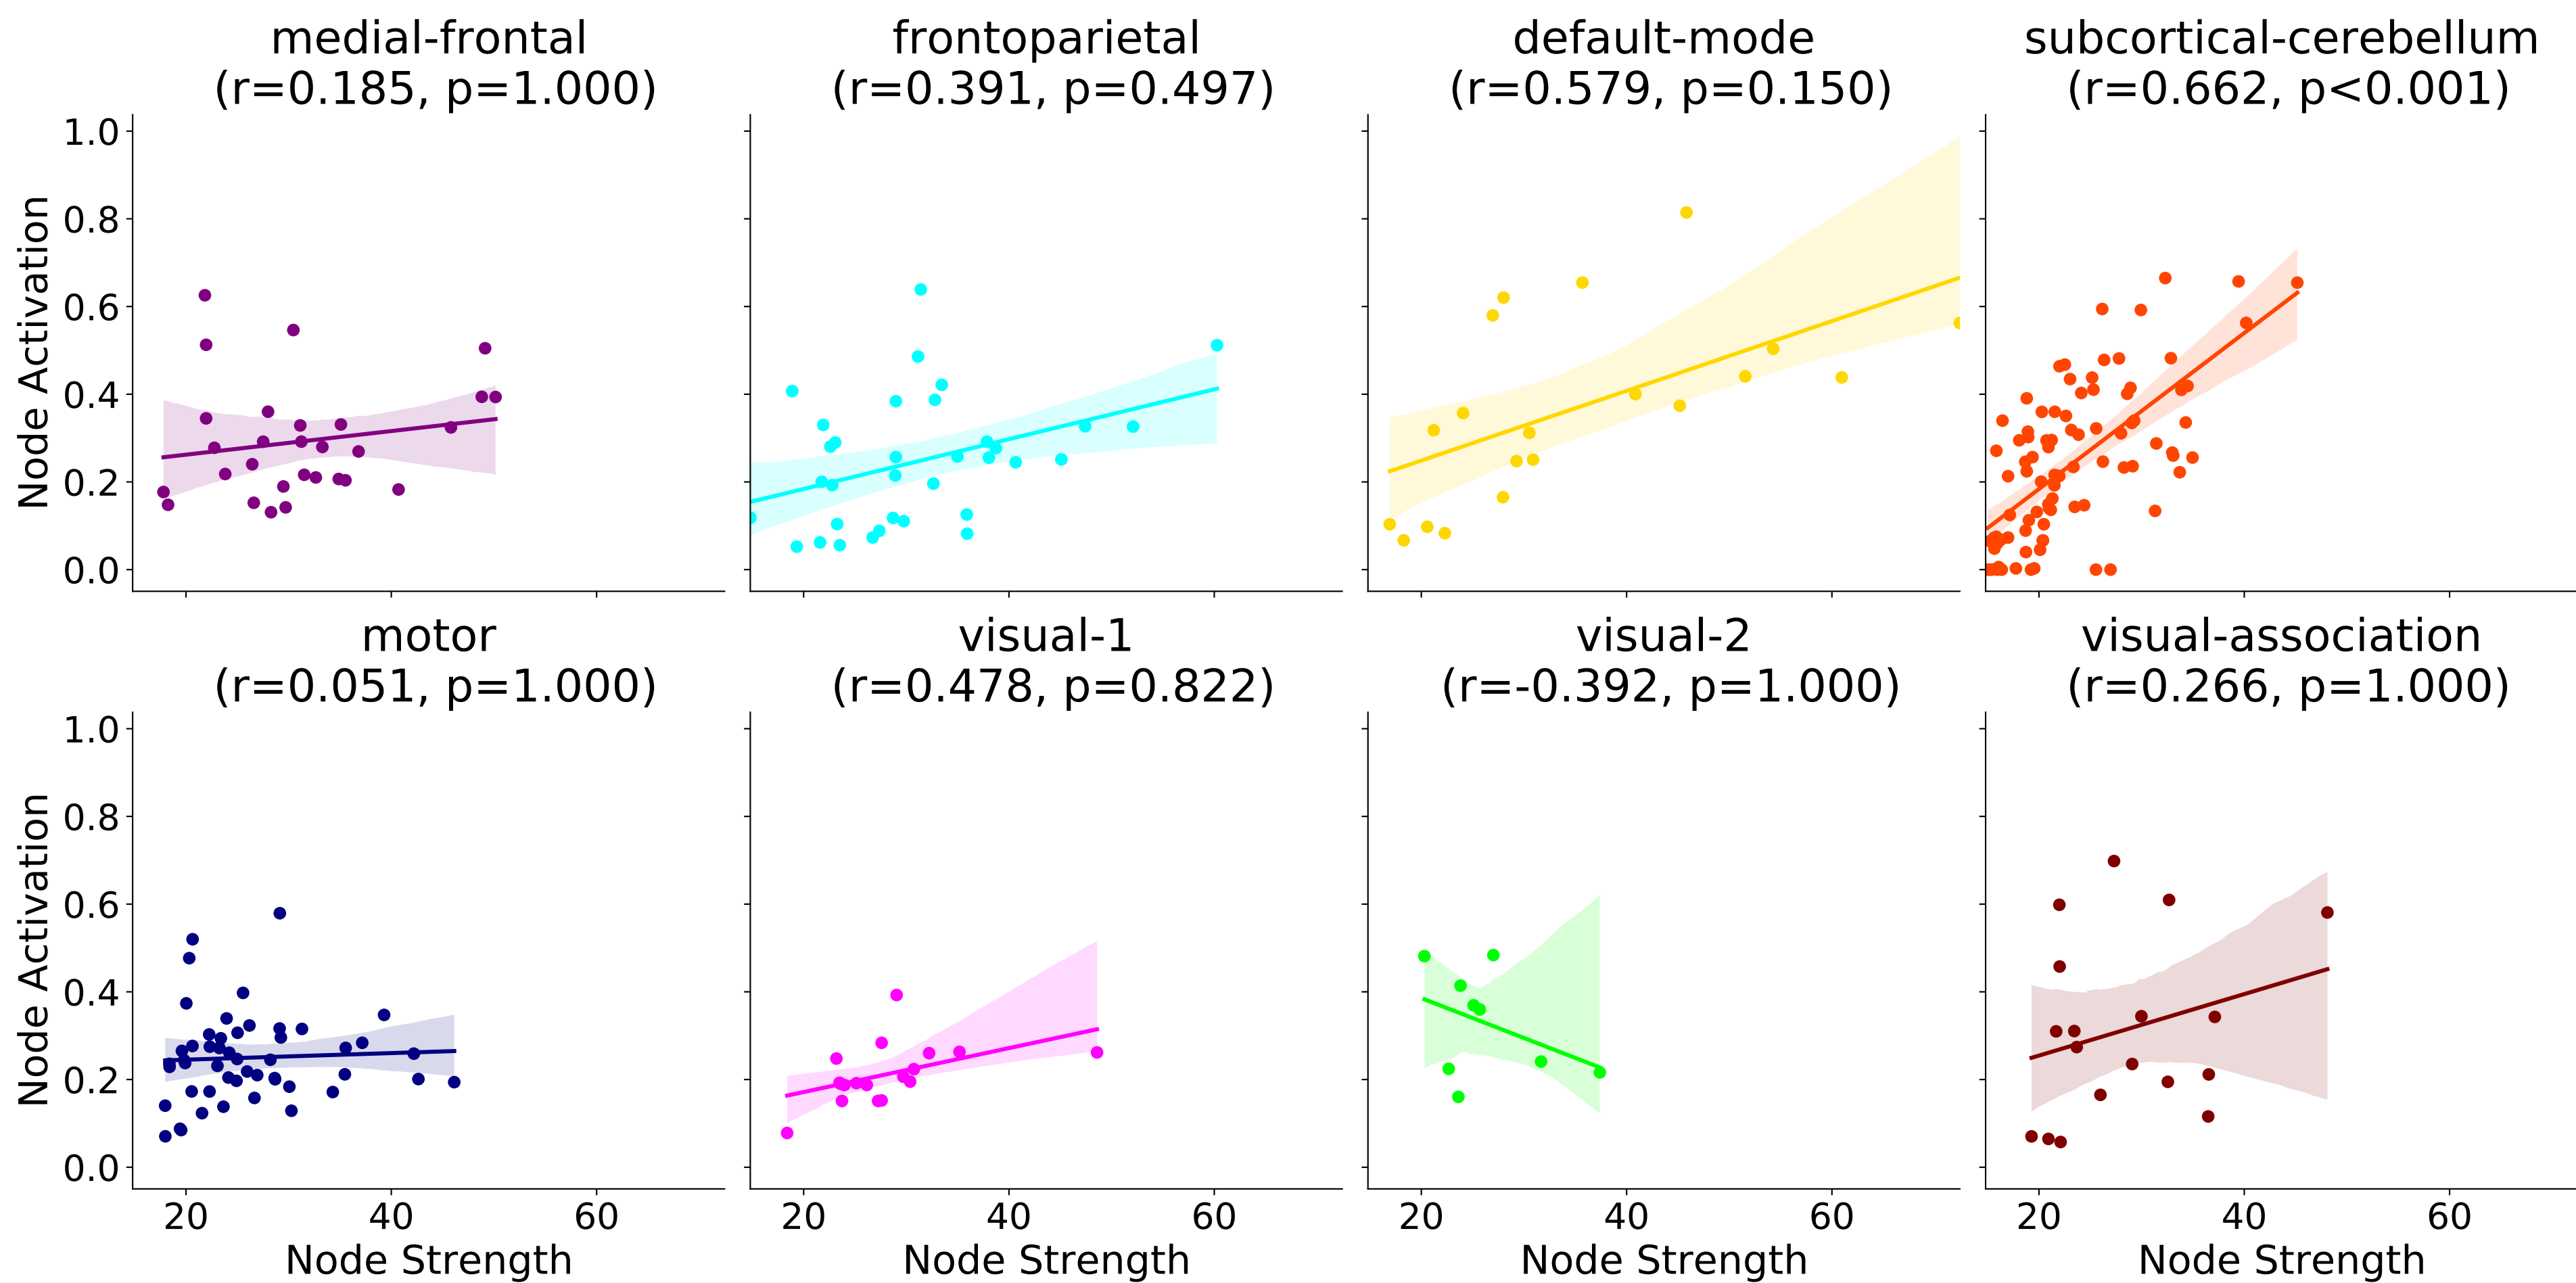 medial-frontal
(r=0.185, p=1.000)
frontoparietal
(r=0.391, p=0.497)
default-mode
(r=0.579, p=0.150)
subcortical-cerebellum
(r=0.662, p<0.001)
Node Activation
1.0
0.8
0.6
0.4
0.2
0.0
motor
(r=0.051, p=1.000)
visual-1
(r=0.478, p=0.822)
visual-2
(r=-0.392, p=1.000)
visual-association
(r=0.266, p=1.000)
Node Activation
1.0
0.8
0.6
0.4
0.2
0.0
20 40 60
20 40 60
20 40 60
20 40 60
Node Strength
Node Strength
Node Strength
Node Strength